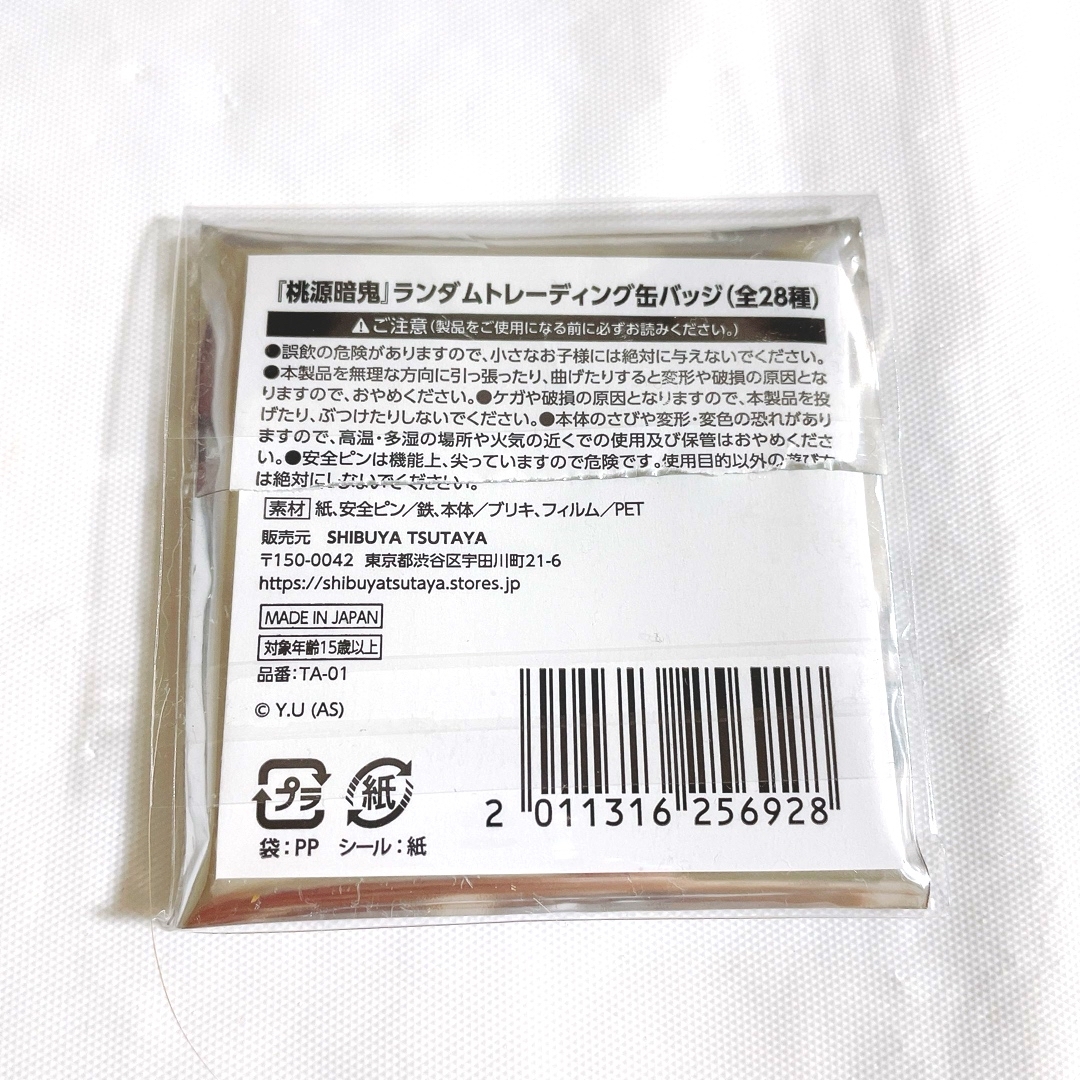 『桃源暗鬼』ランダムトレーディング缶バッジ(全28種)
⚠ご注意(製品をご使用になる前に必ずお読みください。)
●誤飲の危険がありますので、小さなお子様には絶対に与えないでください。
●本製品を無理な方向に引っ張ったり、曲げたりすると変形や破損の原因とな
りますので、おやめください。●ケガや破損の原因となりますので、本製品を投
げたり、ぶつけたりしないでください。●本体のさびや変形・変色の恐れがあり
ますので、高温・多湿の場所や火気の近くでの使用及び保管はおやめくださ
い。●安全ピンは機能上、尖っていますので危険です。使用目的以外の遊び方
は絶対にしないでください。
素材 紙、安全ピン/鉄、本体/ブリキ、フィルム/PET
販売元 SHIBUYA TSUTAYA
〒150-0042 東京都渋谷区宇田川町21-6
https://shibuyatsutaya.stores.jp
MADE IN JAPAN
対象年齢15歳以上
品番:TA-01
© Y.U (AS)
プラ 紙
袋:PP シール:紙
2 011316 256928